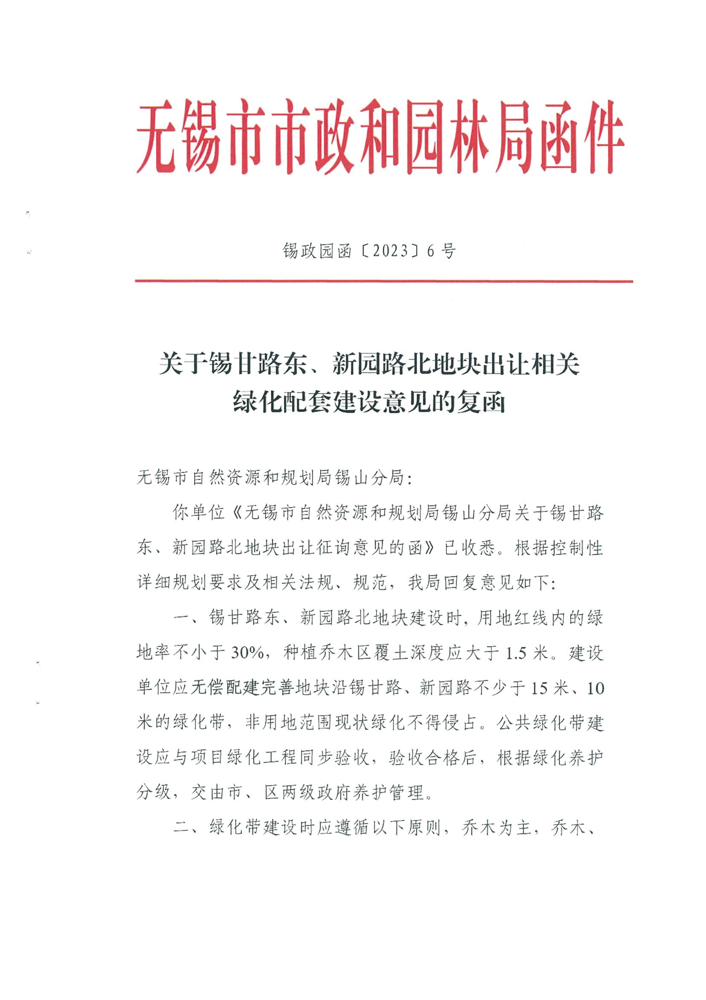 无锡市市政和园林局函件
锡政园函〔2023〕6号
关于锡甘路东、新园路北地块出让相关
绿化配套建设意见的复函
无锡市自然资源和规划局锡山分局：
你单位《无锡市自然资源和规划局锡山分局关于锡甘路
东、新园路北地块出让征询意见的函》已收悉。根据控制性
详细规划要求及相关法规、规范，我局回复意见如下：
一、锡甘路东、新园路北地块建设时，用地红线内的绿
地率不小于30%，种植乔木区覆土深度应大于1.5米。建设
单位应无偿配建完善地块沿锡甘路、新园路不少于15米、10
米的绿化带，非用地范围现状绿化不得侵占。公共绿化带建
设应与项目绿化工程同步验收，验收合格后，根据绿化养护
分级，交由市、区两级政府养护管理。
二、绿化带建设时应遵循以下原则，乔木为主，乔木、